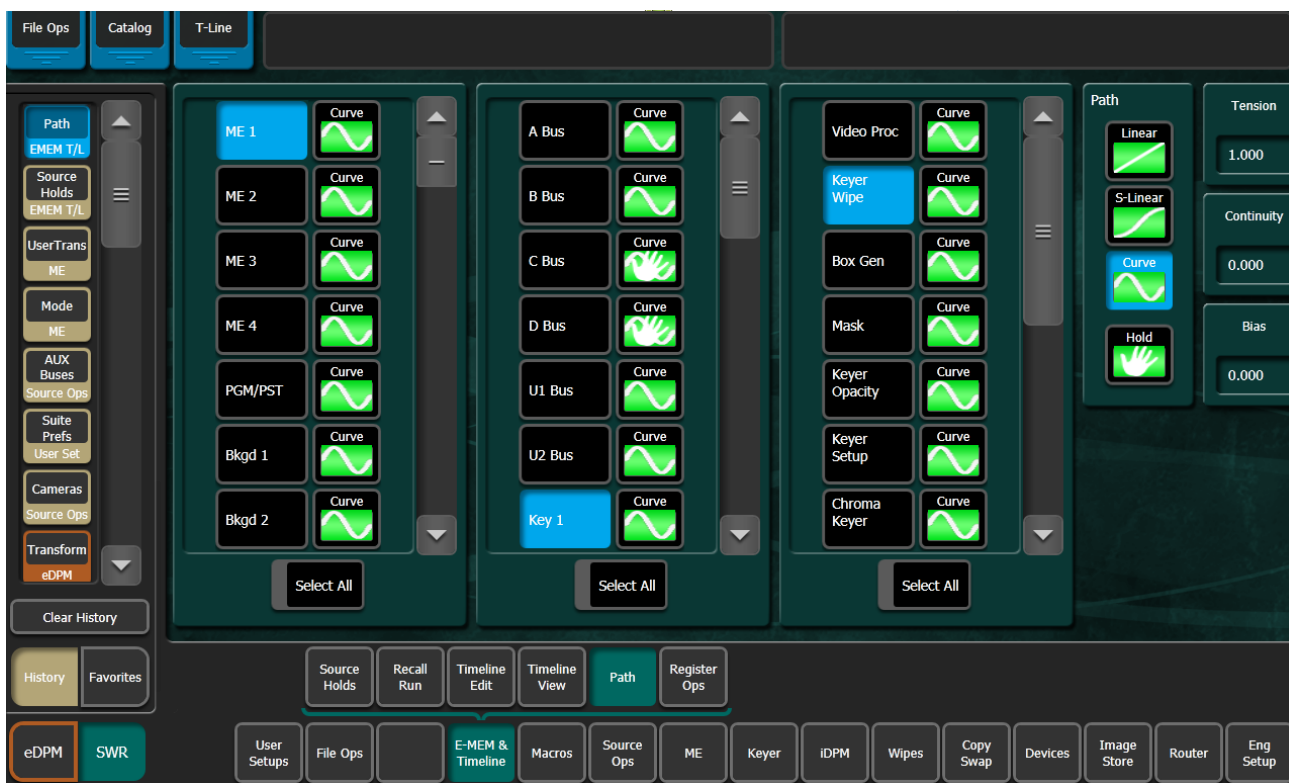 File Ops
Catalog
T-Line
Path
EMEM T/L
Source
Holds
EMEM T/L
UserTrans
ME
Mode
ME
AUX
Buses
Source Ops
Suite
Prefs
User Set
Cameras
Source Ops
Transform
eDPM
Clear History
History
Favorites
eDPM
SWR
ME 1
Curve
ME 2
Curve
ME 3
Curve
ME 4
Curve
PGM/PST
Curve
Bkgd 1
Curve
Bkgd 2
Curve
Select All
A Bus
Curve
B Bus
Curve
C Bus
Curve
D Bus
Curve
U1 Bus
Curve
U2 Bus
Curve
Key 1
Curve
Select All
Video Proc
Curve
Keyer
Wipe
Curve
Box Gen
Curve
Mask
Curve
Keyer
Opacity
Curve
Keyer
Setup
Curve
Chroma
Keyer
Curve
Select All
Path
Linear
S-Linear
Curve
Hold
Tension
1.000
Continuity
0.000
Bias
0.000
Source
Holds
Recall
Run
Timeline
Edit
Timeline
View
Path
Register
Ops
User
Setups
File Ops
E-MEM &
Timeline
Macros
Source
Ops
ME
Keyer
iDPM
Wipes
Copy
Swap
Devices
Image
Store
Router
Eng
Setup